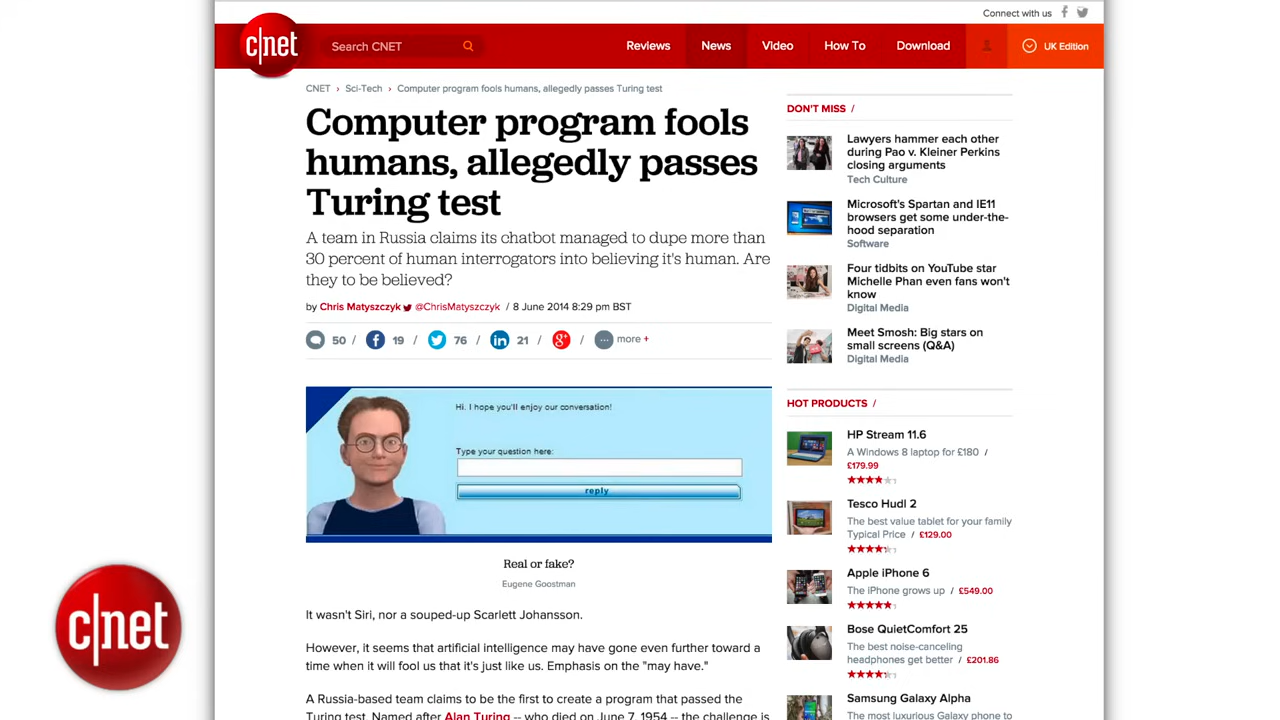 Connect with us
c|net
Search CNET
Reviews
News
Video
How To
Download
UK Edition
CNET › Sci-Tech › Computer program fools humans, allegedly passes Turing test
Computer program fools
humans, allegedly passes
Turing test
A team in Russia claims its chatbot managed to dupe more than
30 percent of human interrogators into believing it's human. Are
they to be believed?
by Chris Matyszczyk @ChrisMatyszczyk / 8 June 2014 8:29 pm BST
50 / 19 / 76 / 21 / / more +
Hi. I hope you'll enjoy our conversation!
Type your question here:
reply
Real or fake?
Eugene Goostman
It wasn't Siri, nor a souped-up Scarlett Johansson.
However, it seems that artificial intelligence may have gone even further toward a
time when it will fool us that it's just like us. Emphasis on the "may have."
A Russia-based team claims to be the first to create a program that passed the
Turing test. Named after Alan Turing -- who died on June 7, 1954 -- the challenge is
DON'T MISS /
Lawyers hammer each other
during Pao v. Kleiner Perkins
closing arguments
Tech Culture
Microsoft's Spartan and IE11
browsers get some under-the-
hood separation
Software
Four tidbits on YouTube star
Michelle Phan even fans won't
know
Digital Media
Meet Smosh: Big stars on
small screens (Q&A)
Digital Media
HOT PRODUCTS /
HP Stream 11.6
A Windows 8 laptop for £180 /
£179.99
Tesco Hudl 2
The best value tablet for your family
Typical Price / £129.00
Apple iPhone 6
The iPhone grows up / £549.00
Bose QuietComfort 25
The best noise-canceling
headphones get better / £201.86
Samsung Galaxy Alpha
The most luxurious Galaxy phone to
c|net